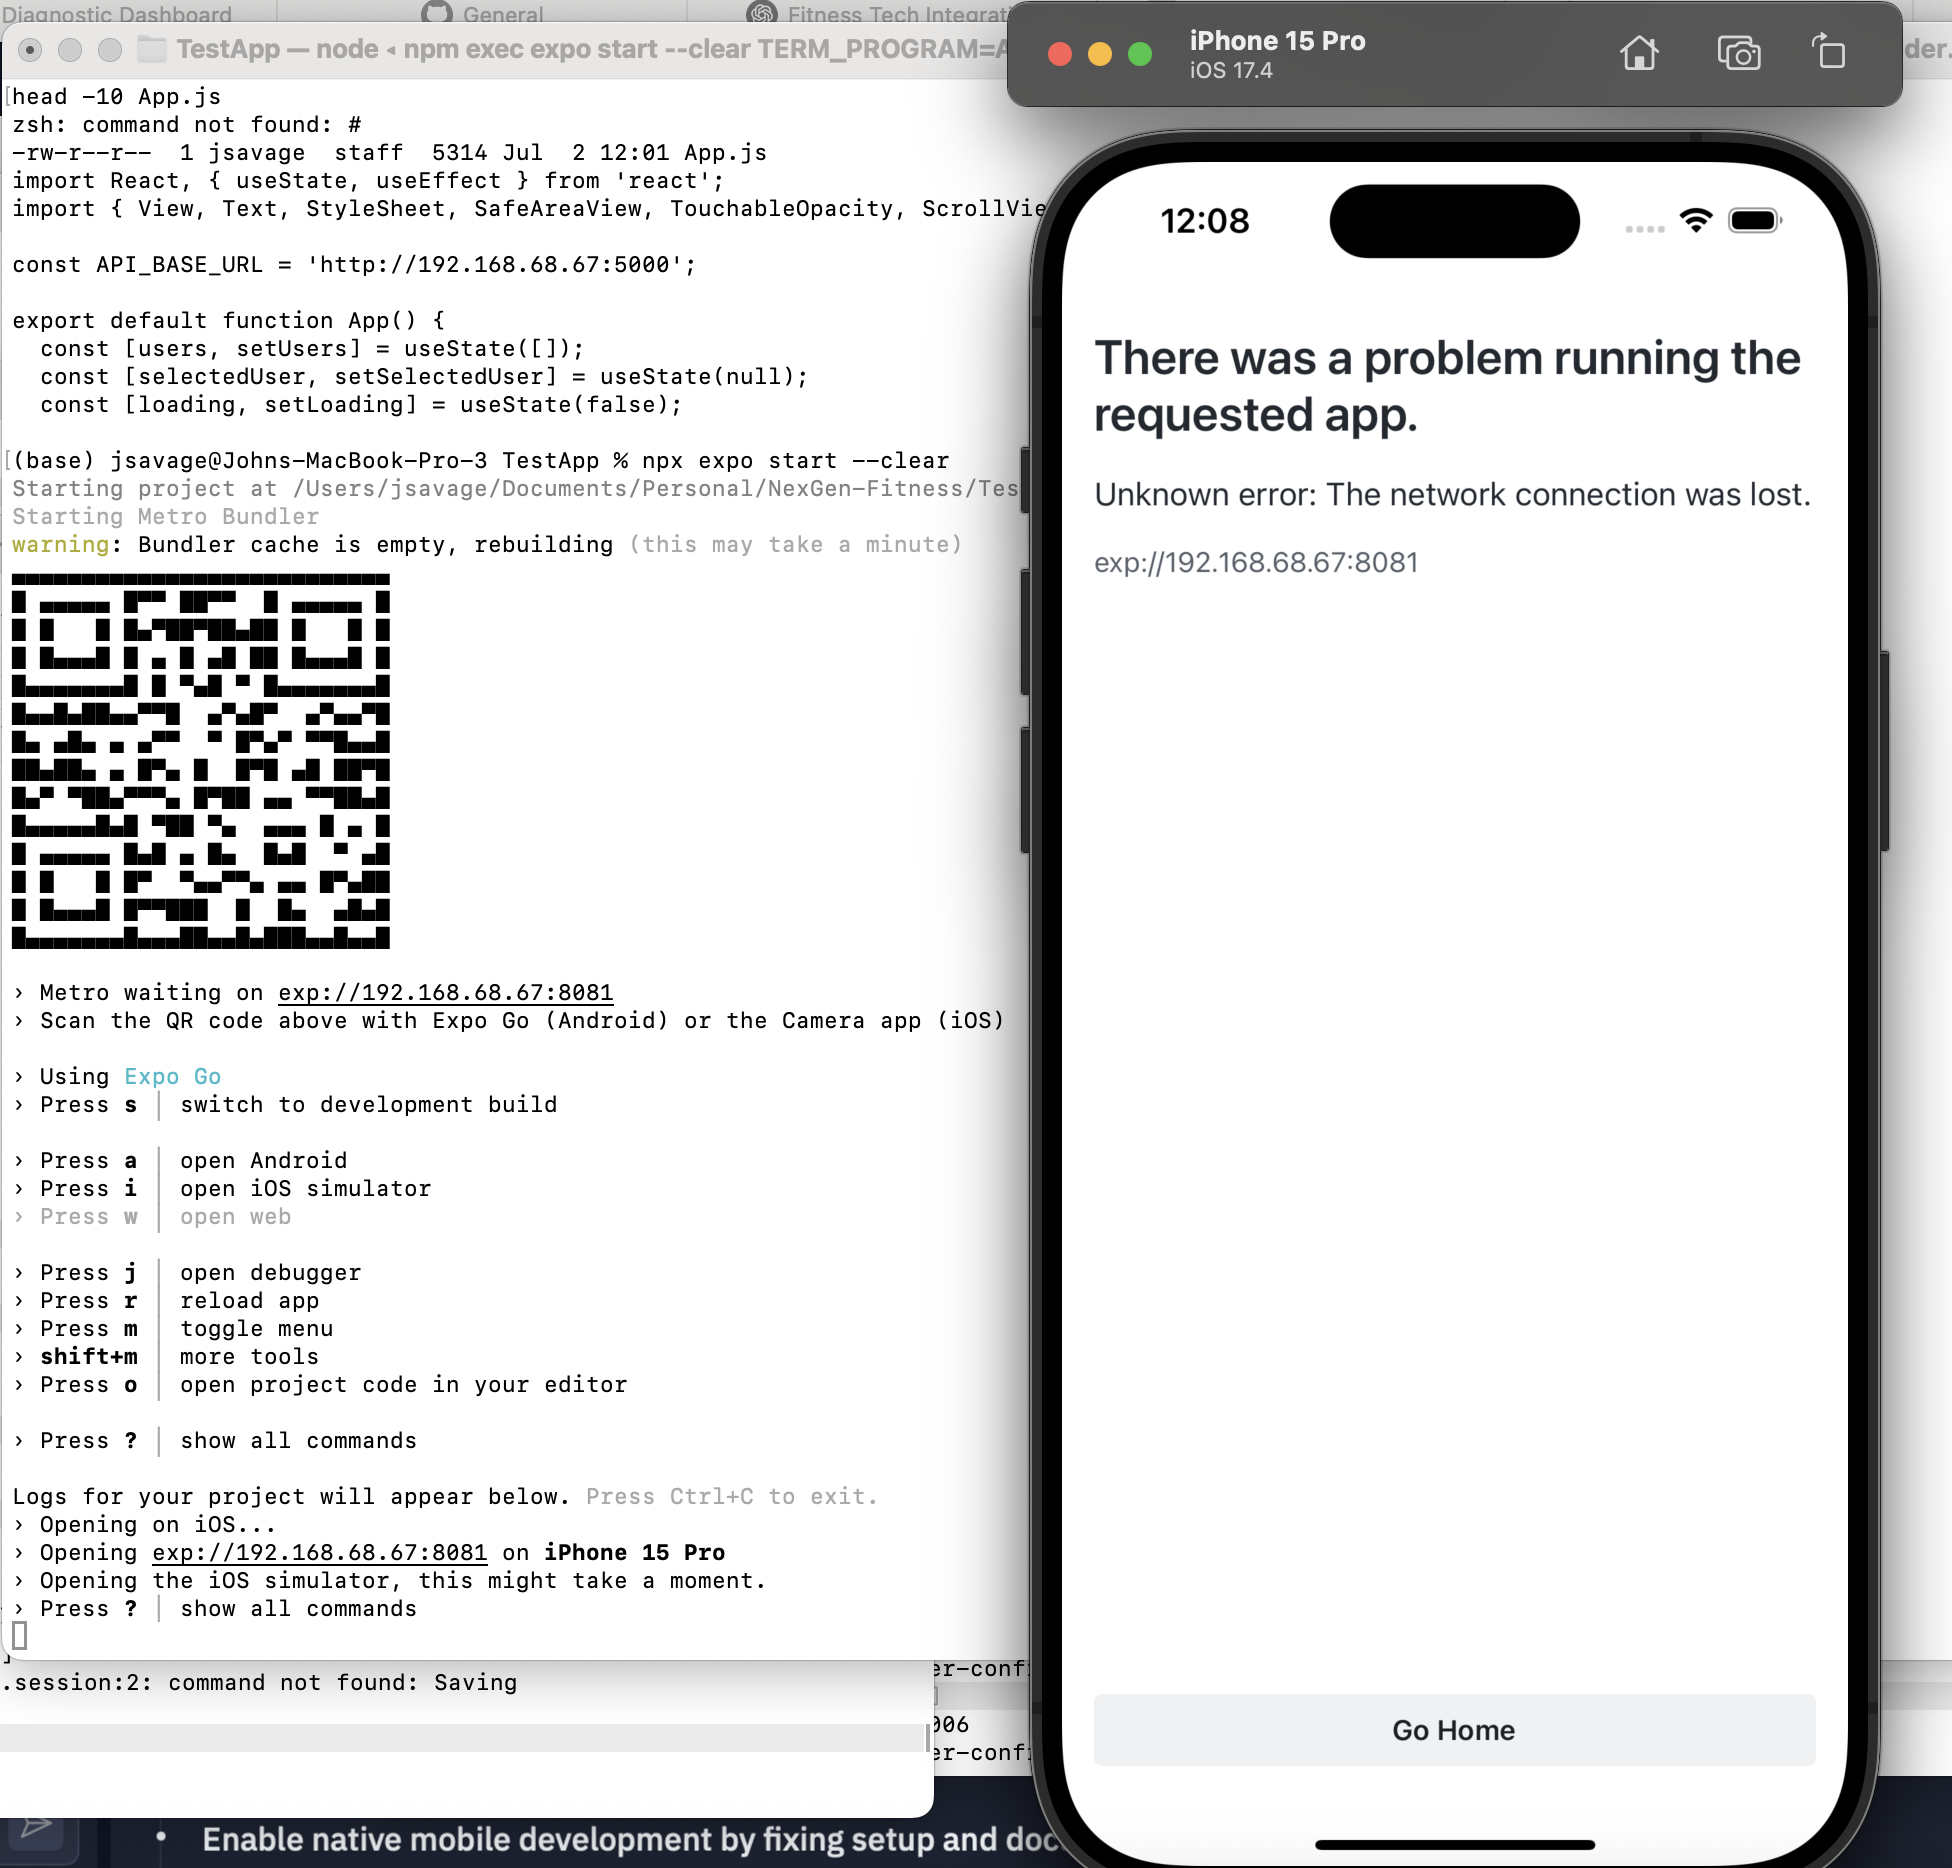 Diagnostic Dashboard
General
Fitness Tech Integrati
TestApp — node ◂ npm exec expo start --clear TERM_PROGRAM=A
der.
head -10 App.js
zsh: command not found: #
-rw-r--r--  1 jsavage  staff  5314 Jul  2 12:01 App.js
import React, { useState, useEffect } from 'react';
import { View, Text, StyleSheet, SafeAreaView, TouchableOpacity, ScrollVie
const API_BASE_URL = 'http://192.168.68.67:5000';
export default function App() {
  const [users, setUsers] = useState([]);
  const [selectedUser, setSelectedUser] = useState(null);
  const [loading, setLoading] = useState(false);
(base) jsavage@Johns-MacBook-Pro-3 TestApp % npx expo start --clear
Starting project at /Users/jsavage/Documents/Personal/NexGen-Fitness/Tes
Starting Metro Bundler
warning: Bundler cache is empty, rebuilding (this may take a minute)
› Metro waiting on exp://192.168.68.67:8081
› Scan the QR code above with Expo Go (Android) or the Camera app (iOS)
› Using Expo Go
› Press s │ switch to development build
› Press a │ open Android
› Press i │ open iOS simulator
› Press w │ open web
› Press j │ open debugger
› Press r │ reload app
› Press m │ toggle menu
› shift+m │ more tools
› Press o │ open project code in your editor
› Press ? │ show all commands
Logs for your project will appear below. Press Ctrl+C to exit.
› Opening on iOS...
› Opening exp://192.168.68.67:8081 on iPhone 15 Pro
› Opening the iOS simulator, this might take a moment.
› Press ? │ show all commands
.session:2: command not found: Saving
er-conf
006
er-conf
• Enable native mobile development by fixing setup and doc
iPhone 15 Pro
iOS 17.4
12:08
There was a problem running the
requested app.
Unknown error: The network connection was lost.
exp://192.168.68.67:8081
Go Home